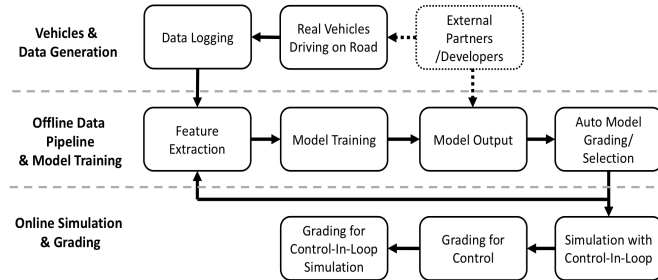 Vehicles &
Data Generation
Data Logging
Real Vehicles
Driving on Road
External
Partners
/Developers
Offline Data
Pipeline
& Model Training
Feature
Extraction
Model Training
Model Output
Auto Model
Grading/
Selection
Online Simulation
& Grading
Grading for
Control-In-Loop
Simulation
Grading for
Control
Simulation with
Control-In-Loop